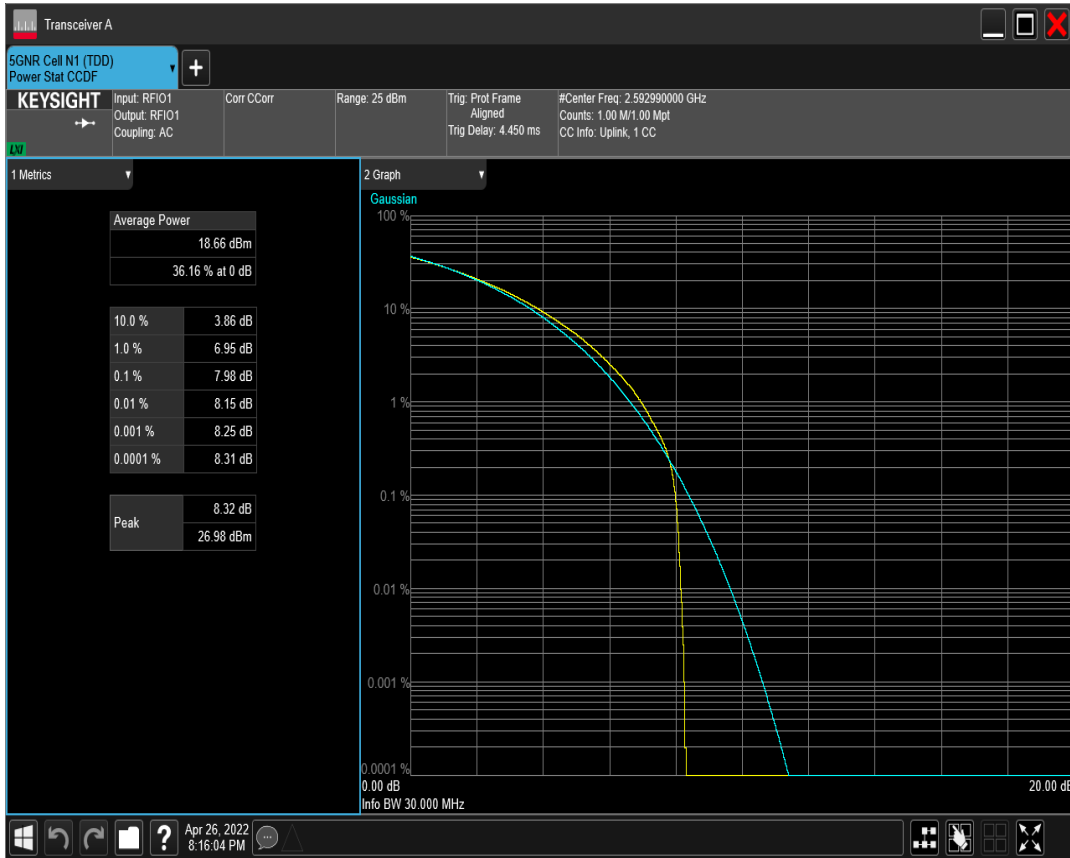 Transceiver A
5GNR Cell N1 (TDD)
Power Stat CCDF
+
KEYSIGHT
LXI
Input: RFIO1
Output: RFIO1
Coupling: AC
Corr CCorr
Range: 25 dBm
Trig: Prot Frame
Aligned
Trig Delay: 4.450 ms
#Center Freq: 2.592990000 GHz
Counts: 1.00 M/1.00 Mpt
CC Info: Uplink, 1 CC
1 Metrics
Average Power
18.66 dBm
36.16 % at 0 dB
10.0 % 3.86 dB
1.0 % 6.95 dB
0.1 % 7.98 dB
0.01 % 8.15 dB
0.001 % 8.25 dB
0.0001 % 8.31 dB
Peak 8.32 dB
26.98 dBm
2 Graph
Gaussian
100 %
10 %
1 %
0.1 %
0.01 %
0.001 %
0.0001 %
0.00 dB 20.00 dB
Info BW 30.000 MHz
? Apr 26, 2022
8:16:04 PM